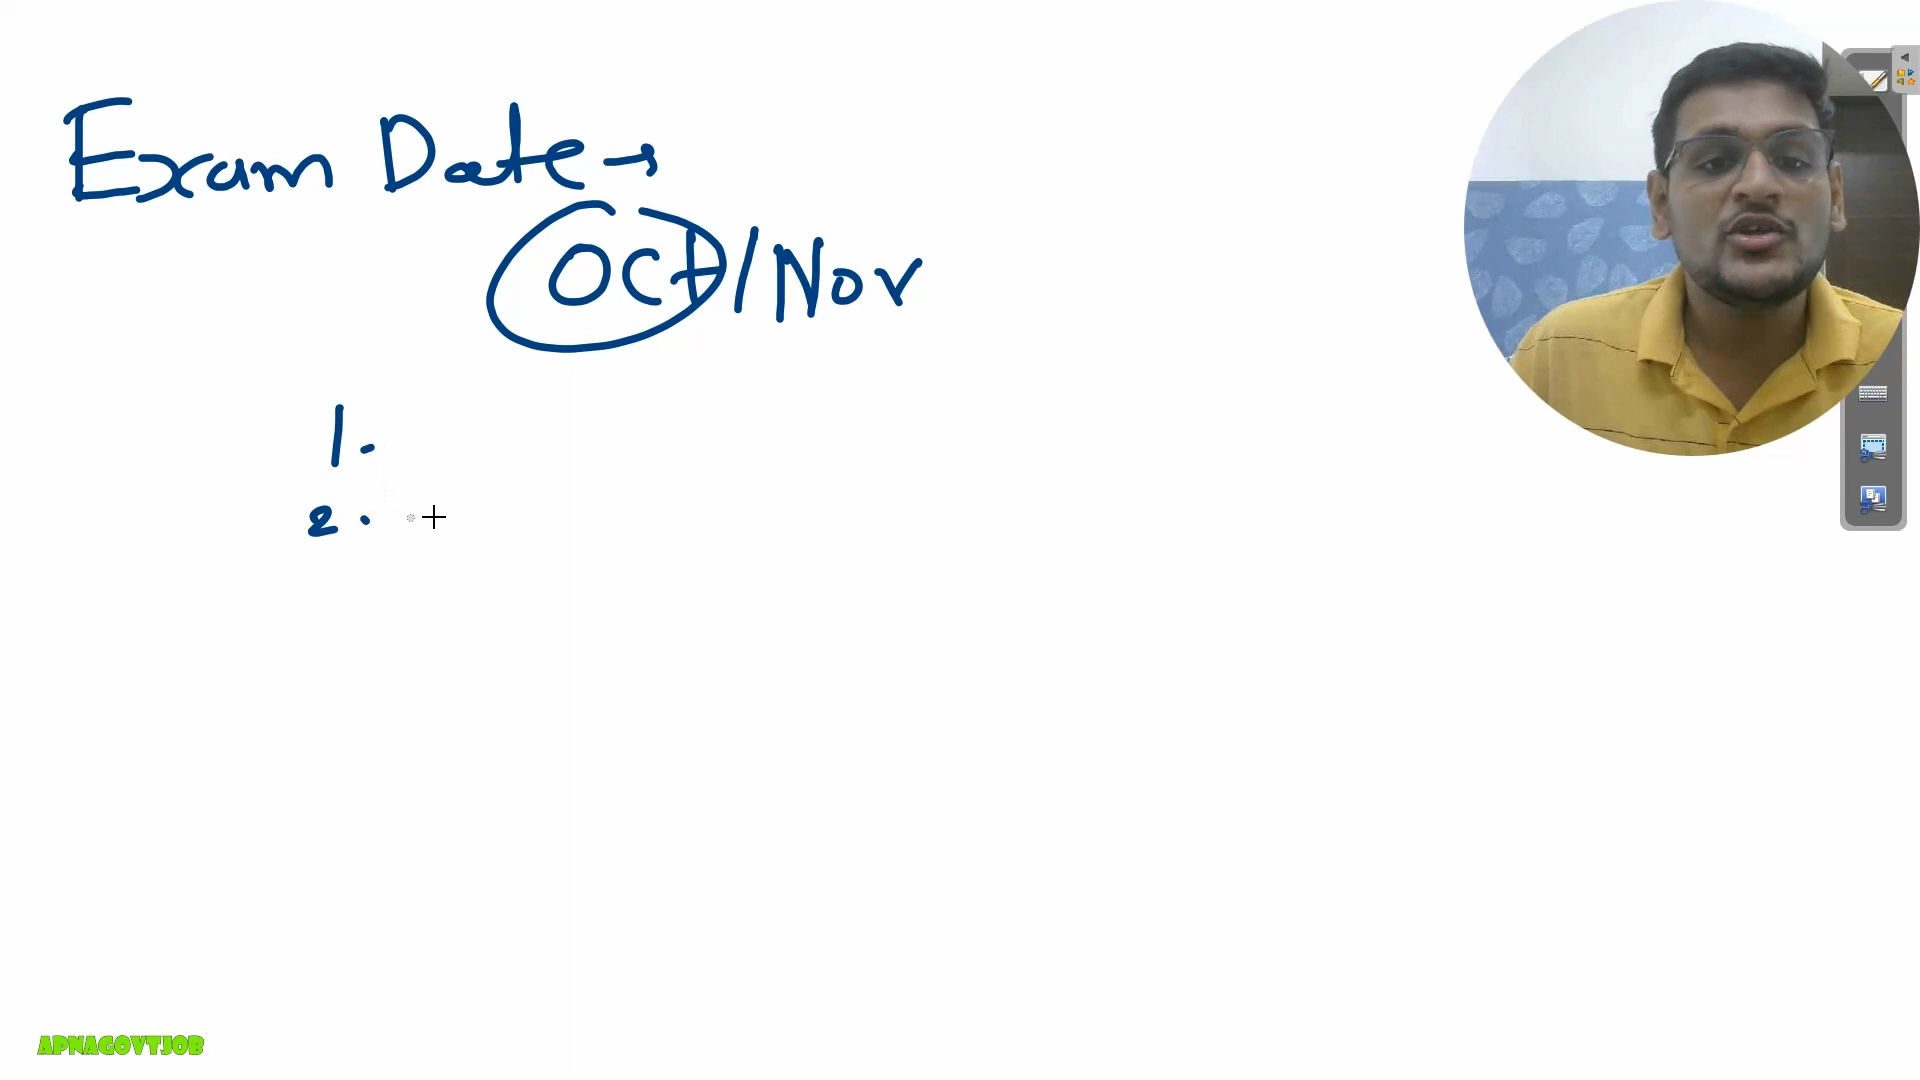 Exam Date →
Oct/Nov
1.
2.
APNAGOVTJOB